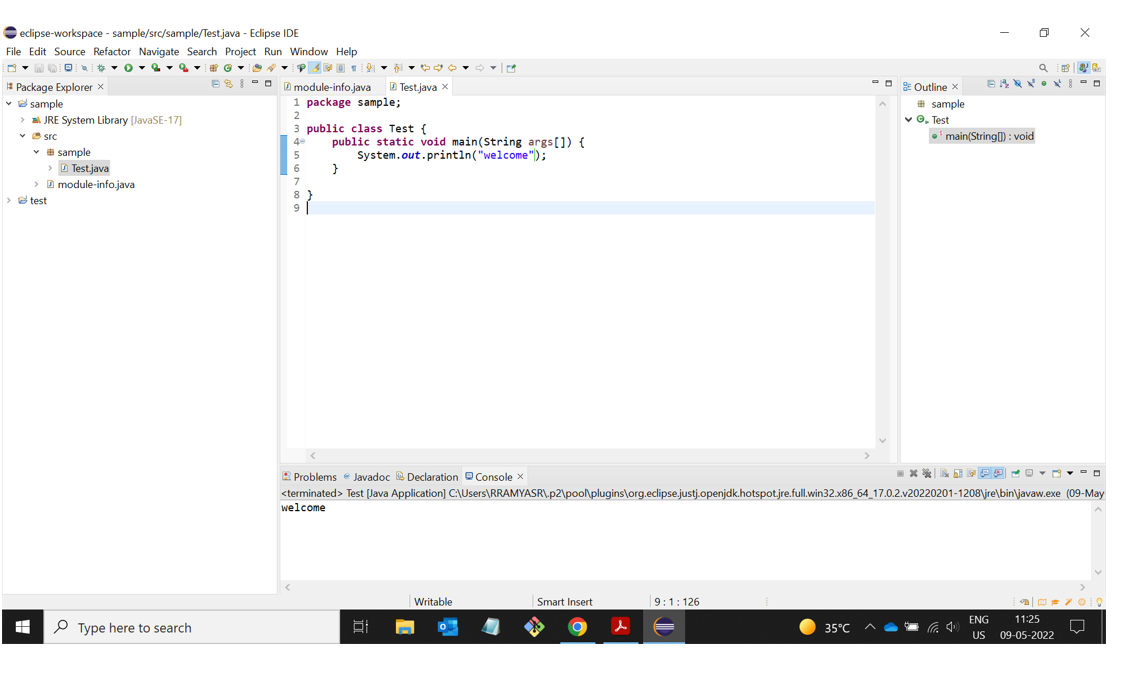 eclipse-workspace - sample/src/sample/Test.java - Eclipse IDE
File Edit Source Refactor Navigate Search Project Run Window Help
Package Explorer
sample
JRE System Library [JavaSE-17]
src
sample
Test.java
module-info.java
test
module-info.java Test.java
1 package sample;
2
3 public class Test {
4 public static void main(String args[]) {
5 System.out.println("welcome");
6 }
7
8 }
9
Outline
sample
Test
main(String[]) : void
Problems Javadoc Declaration Console
<terminated> Test [Java Application] C:\Users\RRAMYASR\.p2\pool\plugins\org.eclipse.justj.openjdk.hotspot.jre.full.win32.x86_64_17.0.2.v20220201-1208\jre\bin\javaw.exe (09-May
welcome
Writable Smart Insert 9 : 1 : 126
Type here to search
35°C
ENG
US
11:25
09-05-2022